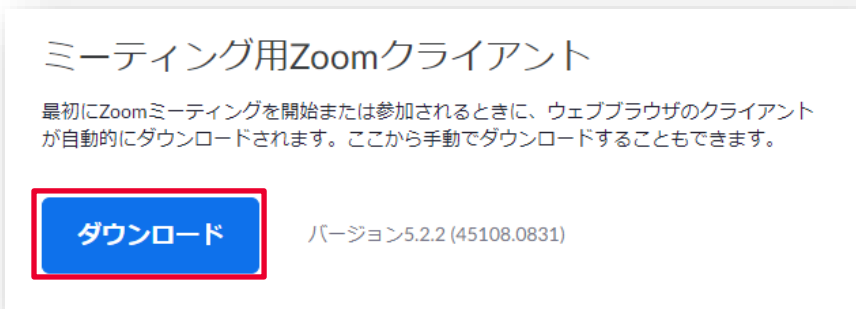 ミーティング用Zoomクライアント
最初にZoomミーティングを開始または参加されるときに、ウェブブラウザのクライアント
が自動的にダウンロードされます。ここから手動でダウンロードすることもできます。
ダウンロード バージョン5.2.2 (45108.0831)